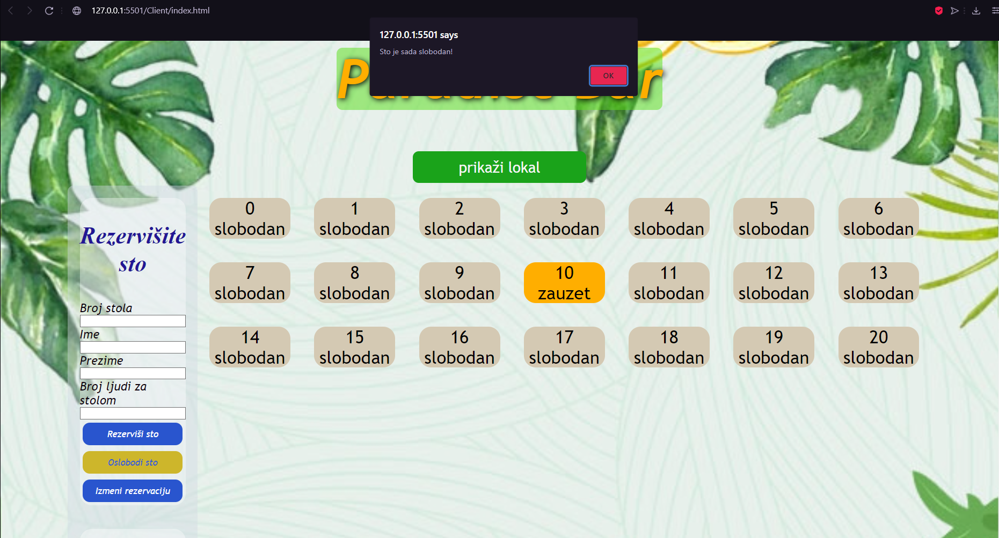 127.0.0.1:5501/Client/index.html
127.0.0.1:5501 says
Sto je sada slobodan!
OK
prikaži lokal
Rezervišite
sto
Broj stola
Ime
Prezime
Broj ljudi za
stolom
Rezerviši sto
Oslobodi sto
Izmeni rezervaciju
0
slobodan
1
slobodan
2
slobodan
3
slobodan
4
slobodan
5
slobodan
6
slobodan
7
slobodan
8
slobodan
9
slobodan
10
zauzet
11
slobodan
12
slobodan
13
slobodan
14
slobodan
15
slobodan
16
slobodan
17
slobodan
18
slobodan
19
slobodan
20
slobodan